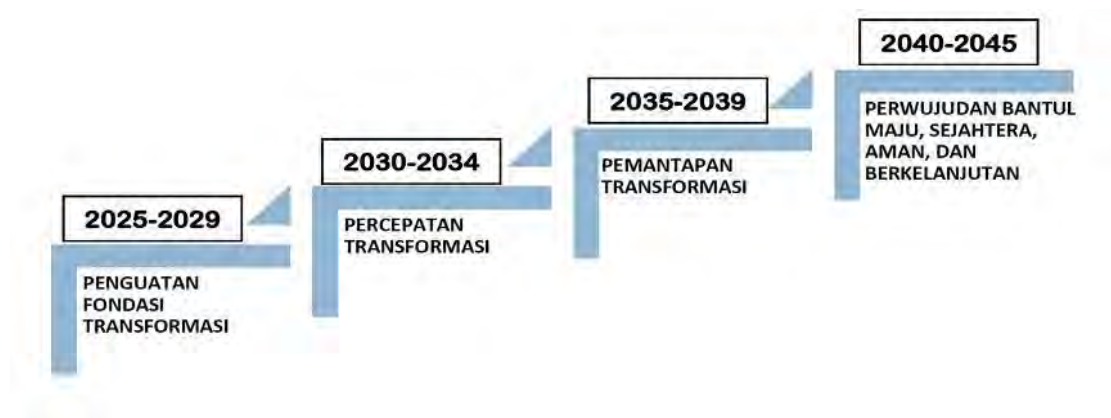 2025-2029
PENGUATAN
FONDASI
TRANSFORMASI
2030-2034
PERCEPATAN
TRANSFORMASI
2035-2039
PEMANTAPAN
TRANSFORMASI
2040-2045
PERWUJUDAN BANTUL
MAJU, SEJAHTERA,
AMAN, DAN
BERKELANJUTAN